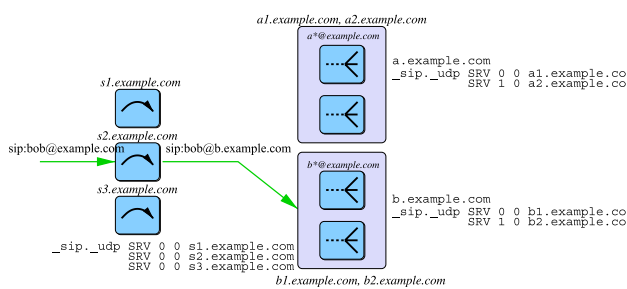 a1.example.com, a2.example.com
a*@example.com
a.example.com
_sip._udp SRV 0 0 a1.example.co
SRV 1 0 a2.example.co
s1.example.com
s2.example.com
sip:bob@example.com
sip:bob@b.example.com
b*@example.com
s3.example.com
b.example.com
_sip._udp SRV 0 0 b1.example.co
SRV 1 0 b2.example.co
_sip._udp SRV 0 0 s1.example.com
SRV 0 0 s2.example.com
SRV 0 0 s3.example.com
b1.example.com, b2.example.com